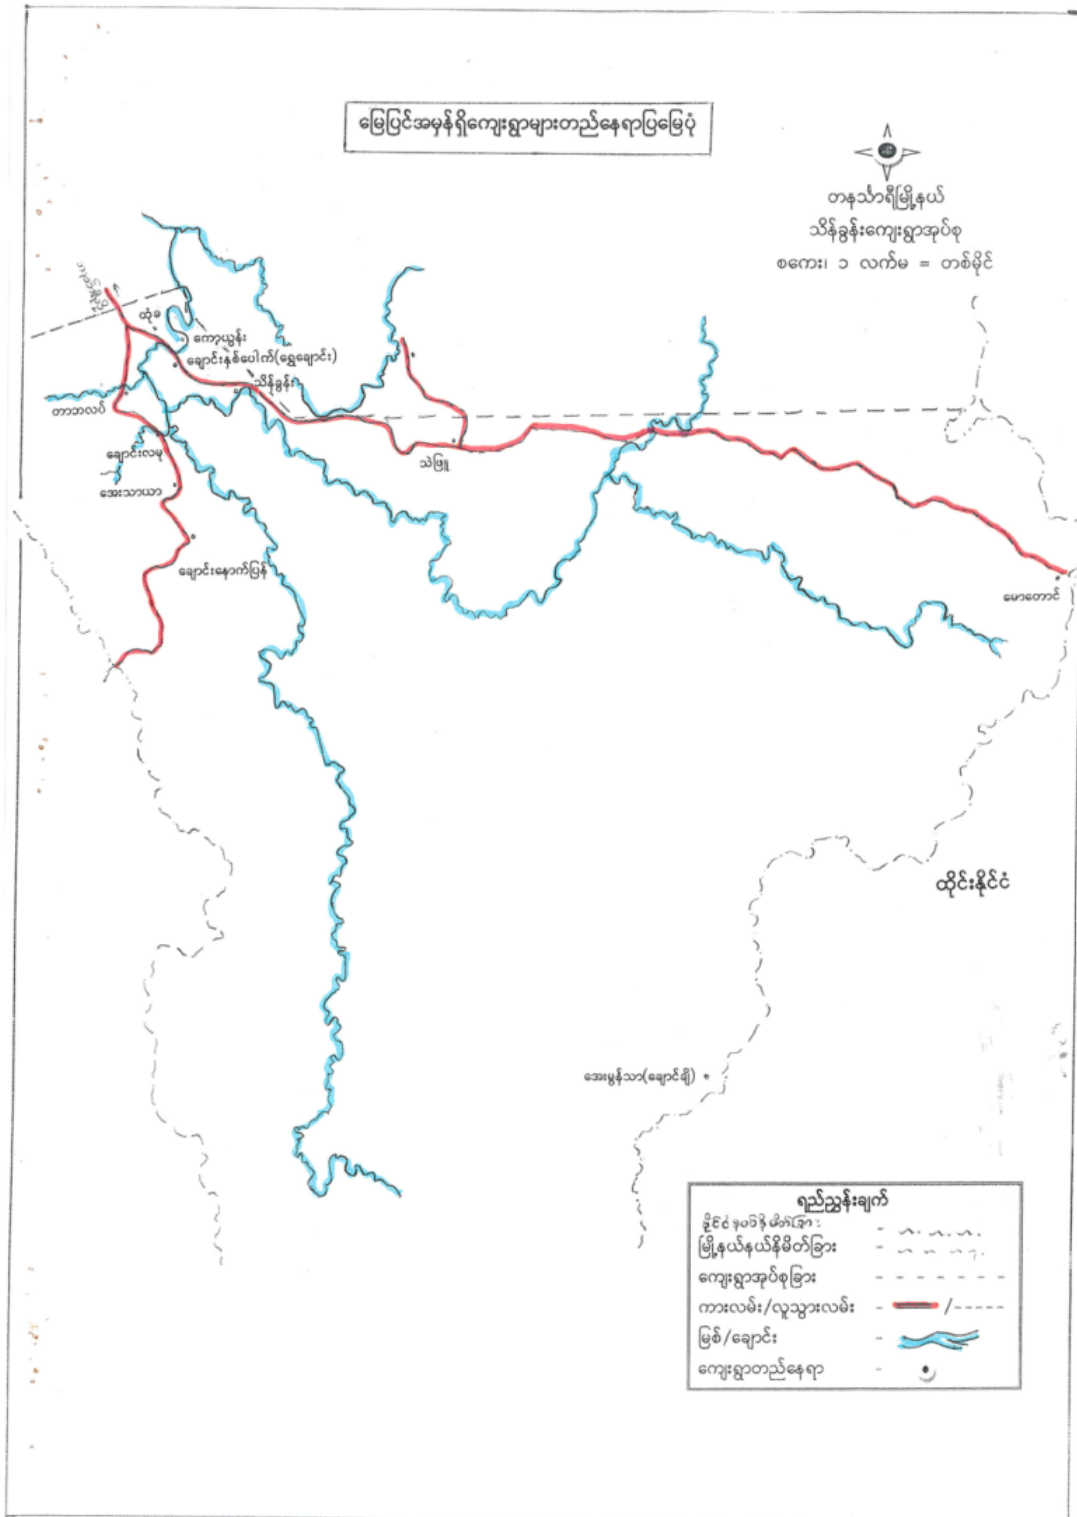 မြေပြင်အမှန်ရှိကျေးရွာများတည်နေရာပြမြေပုံ
တနင်္သာရီမြို့နယ်
သိန်ခွန်းကျေးရွာအုပ်စု
စကေး၊ ၁ လက်မ = တစ်မိုင်
ထုံခ
ကော့ယွန်း
ချောင်းနှစ်ပေါက်(ရွှေချောင်း)
သိန်ခွန်း
တာဘလပ်
ချောင်းလမု
သဲဖြူ
အေးသာယာ
ချောင်းနောက်ပြန်
မောတောင်
ထိုင်းနိုင်ငံ
အေးမွန်သာ(ချောင်ချီ)
ရည်ညွှန်းချက်
မြို့နယ်နယ်နိမိတ်ခြား
ကျေးရွာအုပ်စုခြား
ကားလမ်း/လူသွားလမ်း
မြစ်/ချောင်း
ကျေးရွာတည်နေရာ